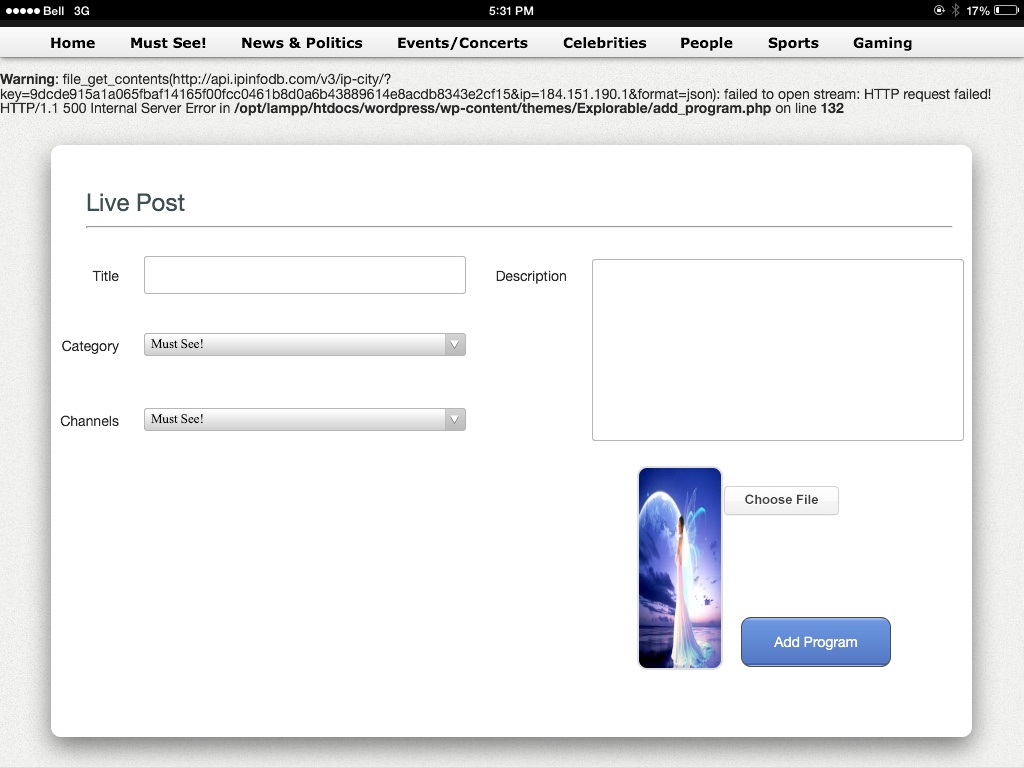 Bell 3G 5:31 PM 17%
Home Must See! News & Politics Events/Concerts Celebrities People Sports Gaming
Warning: file_get_contents(http://api.ipinfodb.com/v3/ip-city/?
key=9dcde915a1a065fbaf14165f00fcc0461b8d0a6b43889614e8acdb8343e2cf15&ip=184.151.190.1&format=json): failed to open stream: HTTP request failed!
HTTP/1.1 500 Internal Server Error in /opt/lampp/htdocs/wordpress/wp-content/themes/Explorable/add_program.php on line 132
Live Post
Title
Description
Category Must See!
Channels Must See!
Choose File
Add Program